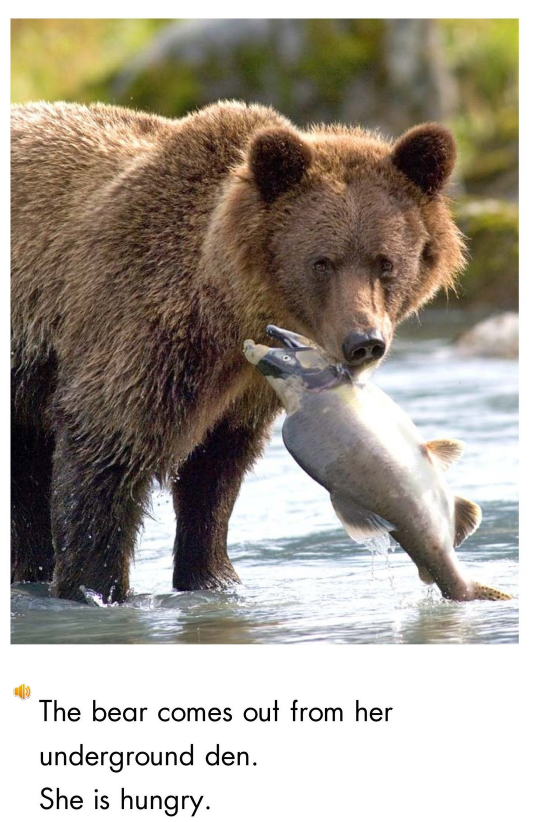 The bear comes out from her
underground den.
She is hungry.